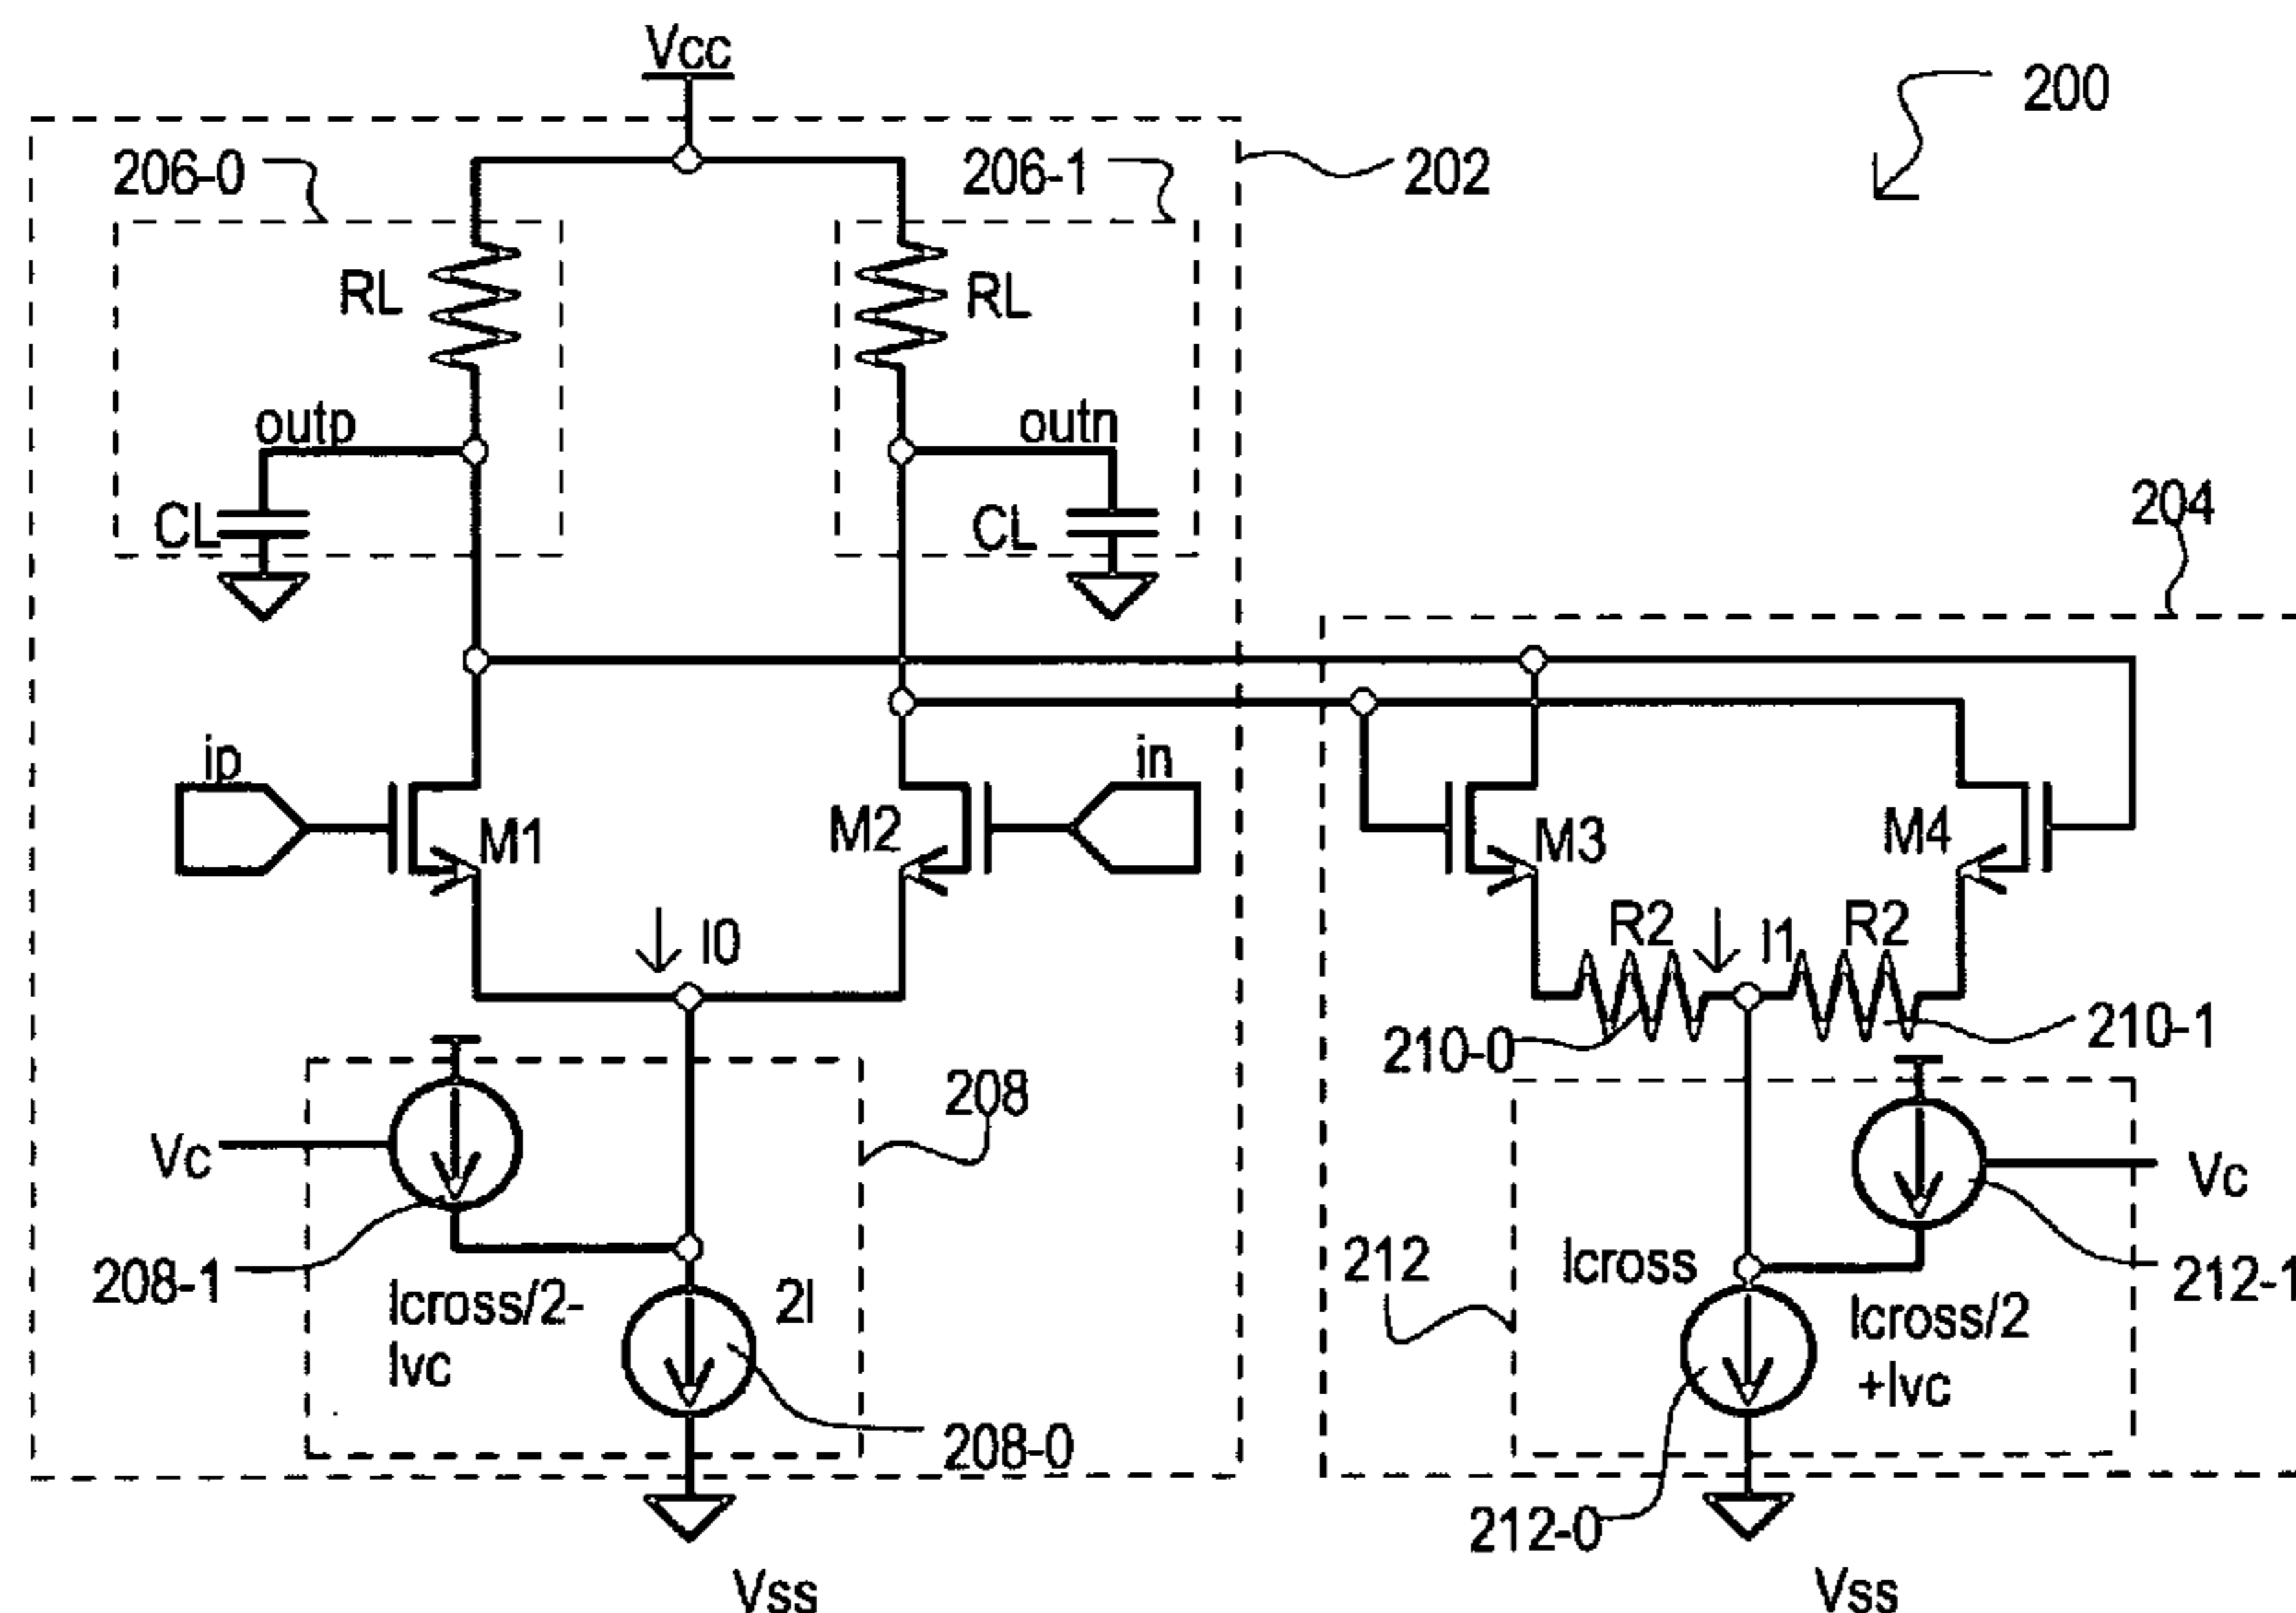 Vcc
200
206-0
206-1
202
RL
RL
outp
outn
CL
CL
204
ip
in
M1
M2
M3
M4
I0
R2
I1
R2
210-0
210-1
208
Vc
Vc
208-1
Icross/2-
Ivc
2I
208-0
212
Icross
Icross/2
+Ivc
212-1
212-0
Vss
Vss